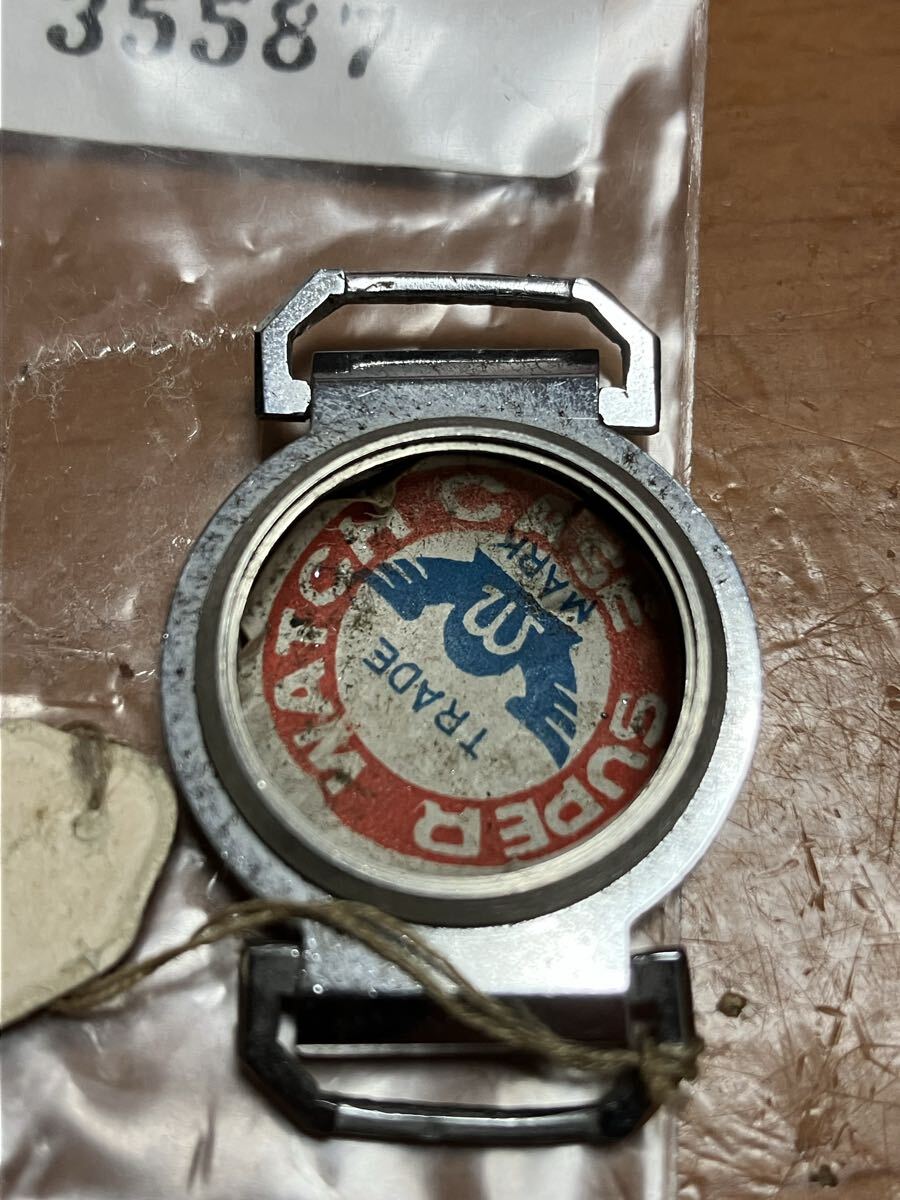 35587
SUPER WATCH CASE
TRADE MARK
m